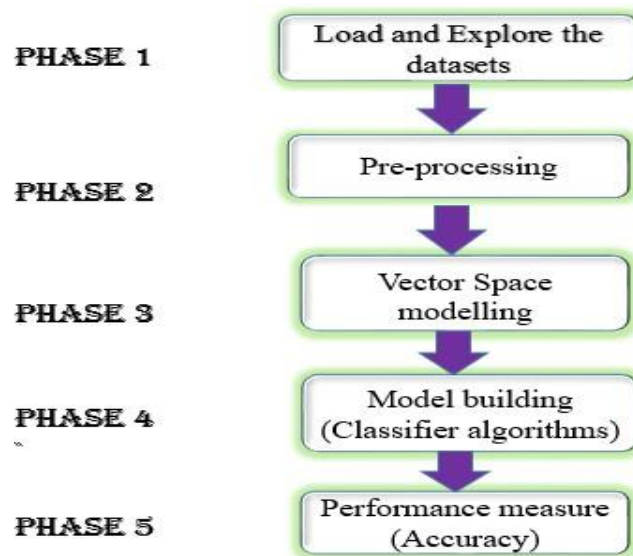 PHASE 1
Load and Explore the
datasets
PHASE 2
Pre-processing
PHASE 3
Vector Space
modelling
PHASE 4
Model building
(Classifier algorithms)
PHASE 5
Performance measure
(Accuracy)